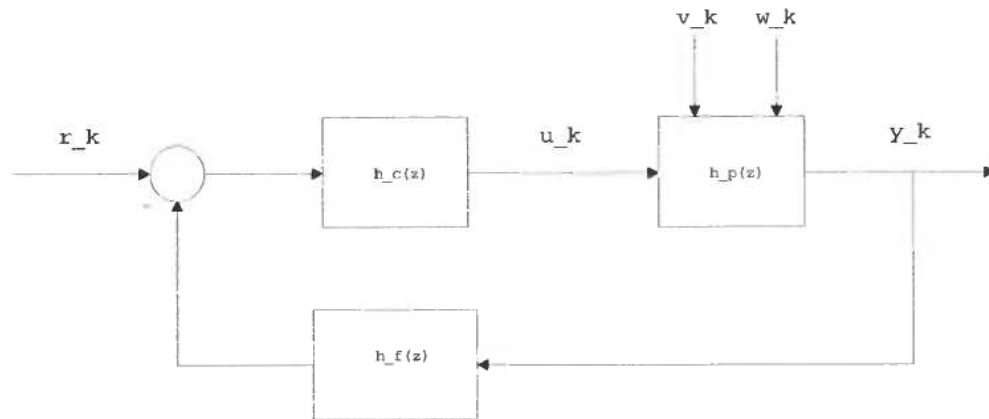 v_k w_k
r_k
u_k
y_k
h_c(z)
h_p(z)
-
h_f(z)